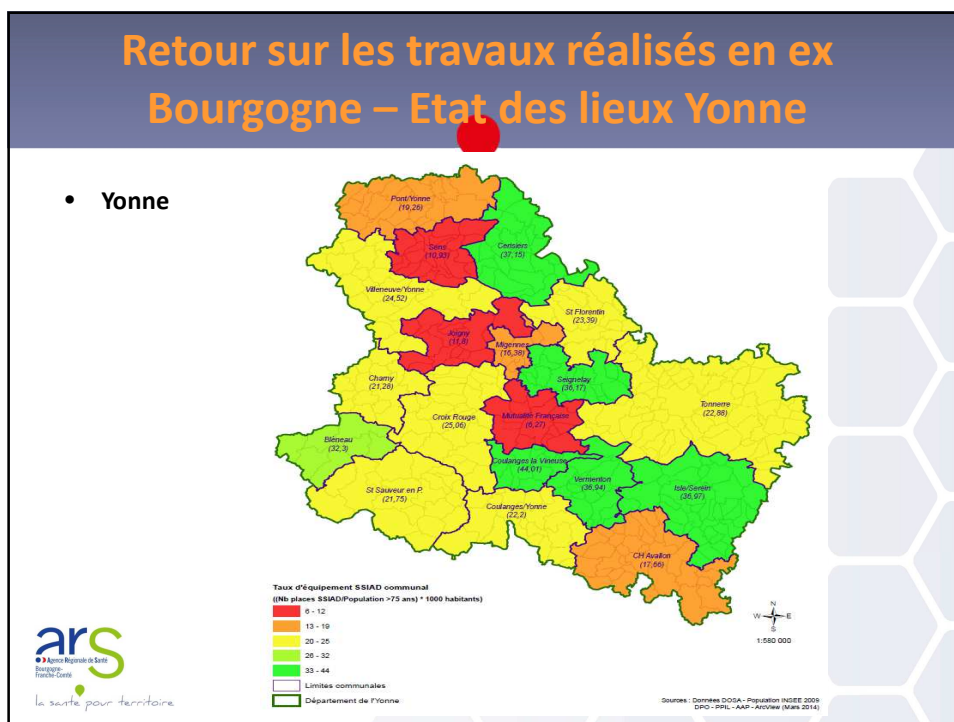 Retour sur les travaux réalisés en ex
Bourgogne – Etat des lieux Yonne
• Yonne
Pont/Yonne
(19,26)
Sens
(10,93)
Cerisiers
(37,15)
Villeneuve/Yonne
(24,52)
St Florentin
(23,39)
Joigny
(11,8)
Migennes
(16,38)
Seignelay
(36,17)
Charny
(21,28)
Tonnerre
(22,88)
Croix Rouge
(25,06)
Mutualité Française
(6,27)
Bléneau
(32,3)
Coulanges la Vineuse
(44,01)
Vermenton
(36,94)
Isle/Serein
(36,97)
St Sauveur en P.
(21,75)
Coulanges/Yonne
(22,2)
CH Avallon
(17,66)
Taux d'équipement SSIAD communal
((Nb places SSIAD/Population >75 ans) * 1000 habitants)
6 - 12
13 - 19
20 - 25
26 - 32
33 - 44
Limites communales
Département de l'Yonne
N
W E
S
1:580 000
Sources : Données DOSA - Population INSEE 2009
DPO - PPIL - AAP - ArcView (Mars 2014)
ars
Agence Régionale de Santé
Bourgogne-
Franche-Comté
la santé pour territoire